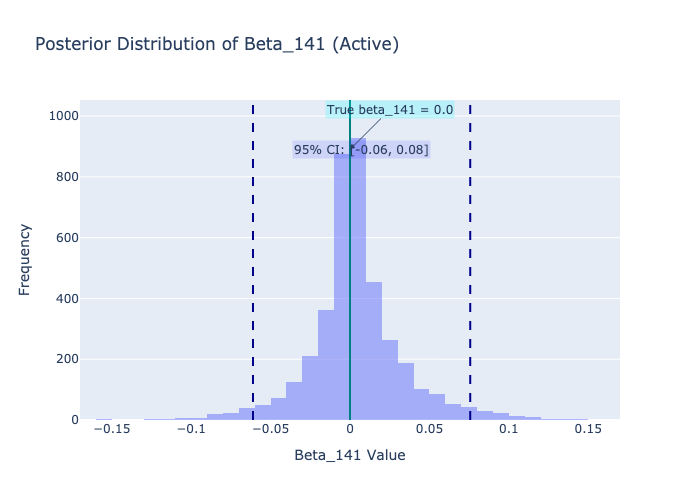 Posterior Distribution of Beta_141 (Active)
True beta_141 = 0.0
95% CI: [-0.06, 0.08]
1000
800
600
400
200
0
Frequency
−0.15
−0.1
−0.05
0
0.05
0.1
0.15
Beta_141 Value